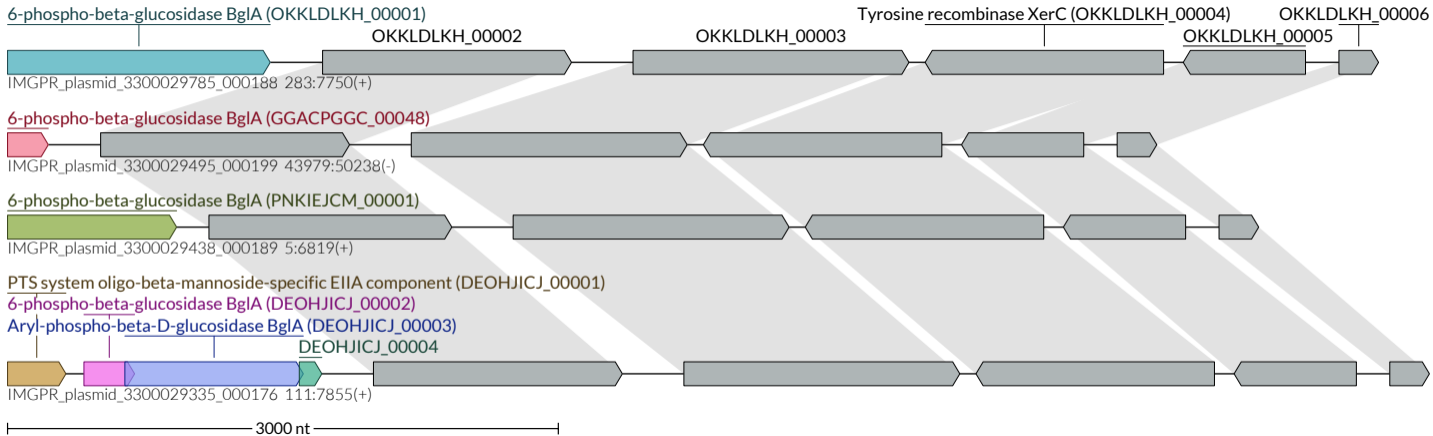 6-phospho-beta-glucosidase BglA (OKKLDLKH_00001)
Tyrosine recombinase XerC (OKKLDLKH_00004)
OKKLDLKH_00006
OKKLDLKH_00002
OKKLDLKH_00003
OKKLDLKH_00005
IMGPR_plasmid_3300029785_000188 283:7750(+)
6-phospho-beta-glucosidase BglA (GGACPGGC_00048)
IMGPR_plasmid_3300029495_000199 43979:50238(-)
6-phospho-beta-glucosidase BglA (PNKIEJCM_00001)
IMGPR_plasmid_3300029438_000189 5:6819(+)
PTS system oligo-beta-mannoside-specific EIIA component (DEOHJICJ_00001)
6-phospho-beta-glucosidase BglA (DEOHJICJ_00002)
Aryl-phospho-beta-D-glucosidase BglA (DEOHJICJ_00003)
DEOHJICJ_00004
IMGPR_plasmid_3300029335_000176 111:7855(+)
3000 nt